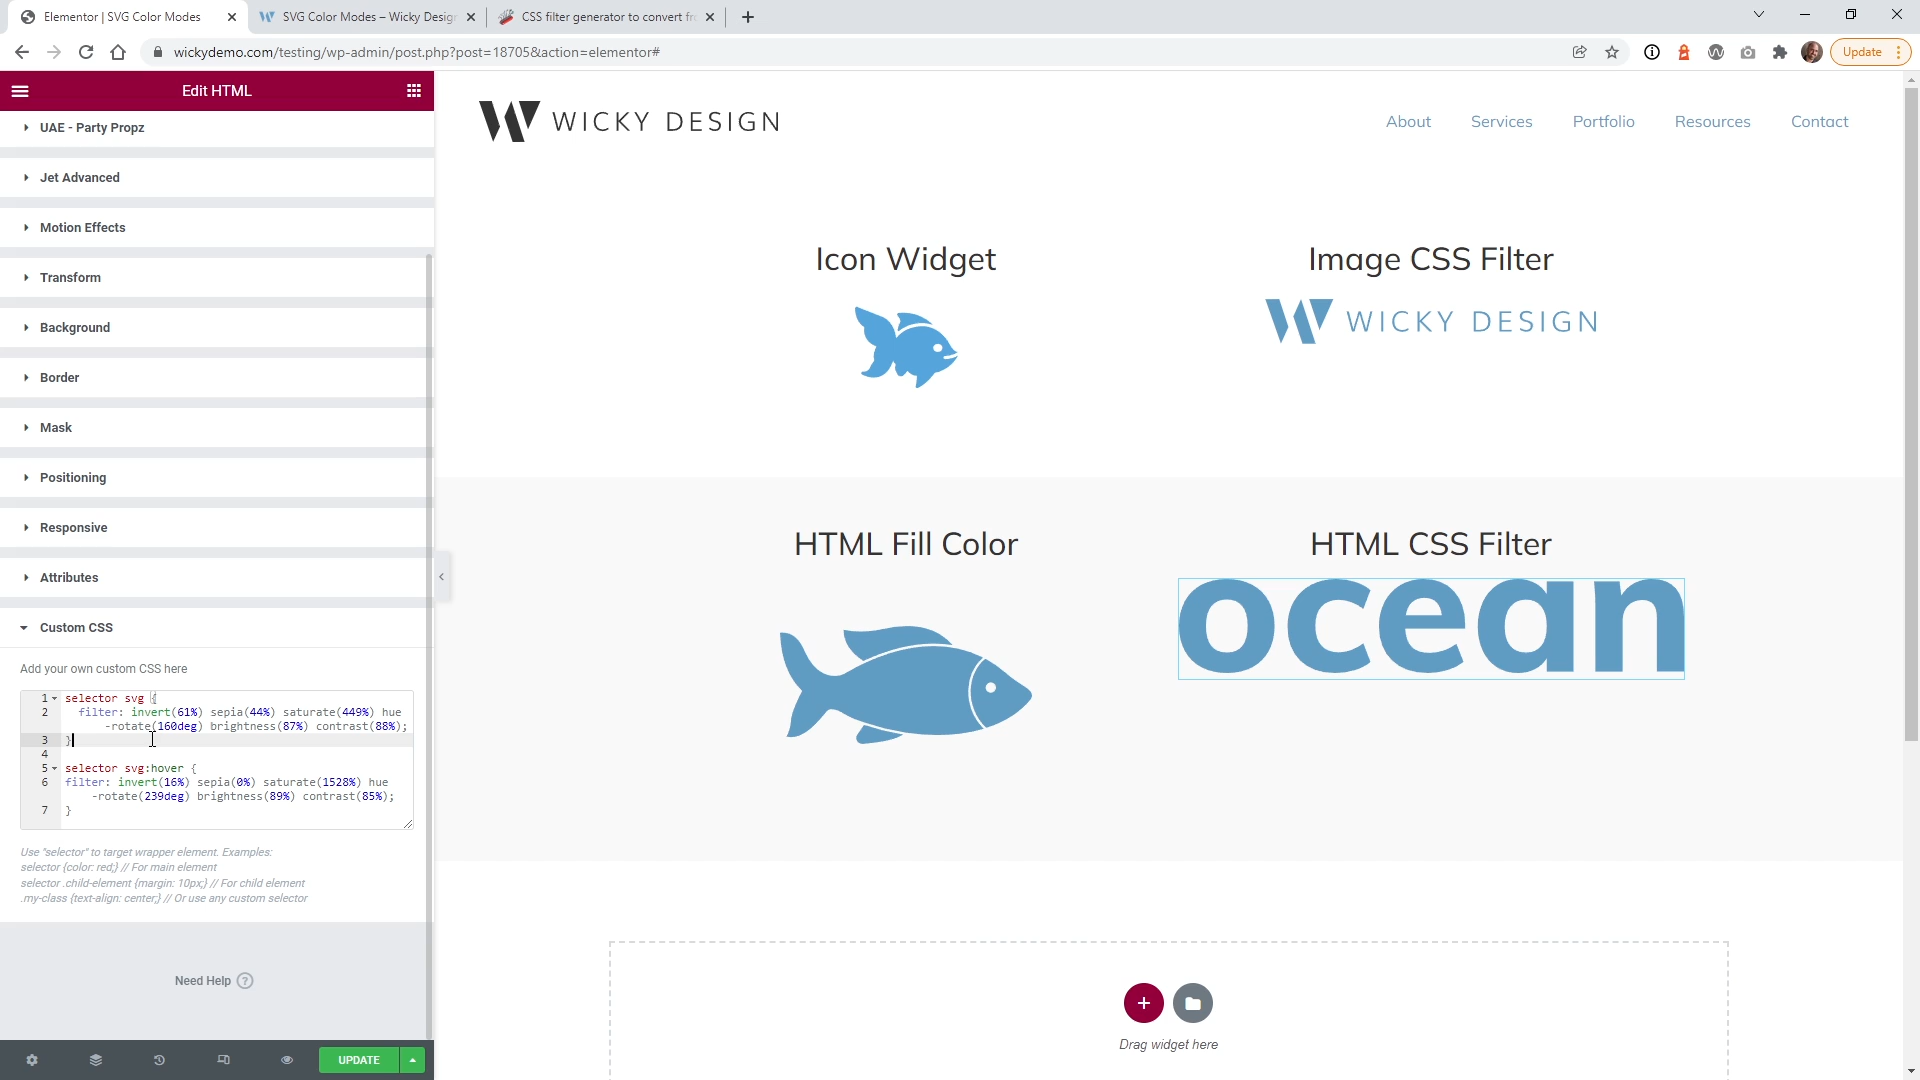 Elementor | SVG Color Modes
SVG Color Modes – Wicky Desig
CSS filter generator to convert fr
wickydemo.com/testing/wp-admin/post.php?post=18705&action=elementor#
Update
Edit HTML
UAE - Party Propz
Jet Advanced
Motion Effects
Transform
Background
Border
Mask
Positioning
Responsive
Attributes
Custom CSS
Add your own custom CSS here
1 selector svg {
2 filter: invert(61%) sepia(44%) saturate(449%) hue
-rotate(160deg) brightness(87%) contrast(88%);
3 }
4
5 selector svg:hover {
6 filter: invert(16%) sepia(0%) saturate(1528%) hue
-rotate(239deg) brightness(89%) contrast(85%);
7 }
Use "selector" to target wrapper element. Examples:
selector {color: red;} // For main element
selector .child-element {margin: 10px;} // For child element
.my-class {text-align: center;} // Or use any custom selector
Need Help ?
UPDATE
W WICKY DESIGN
About Services Portfolio Resources Contact
Icon Widget
Image CSS Filter
W WICKY DESIGN
HTML Fill Color
HTML CSS Filter
ocean
Drag widget here